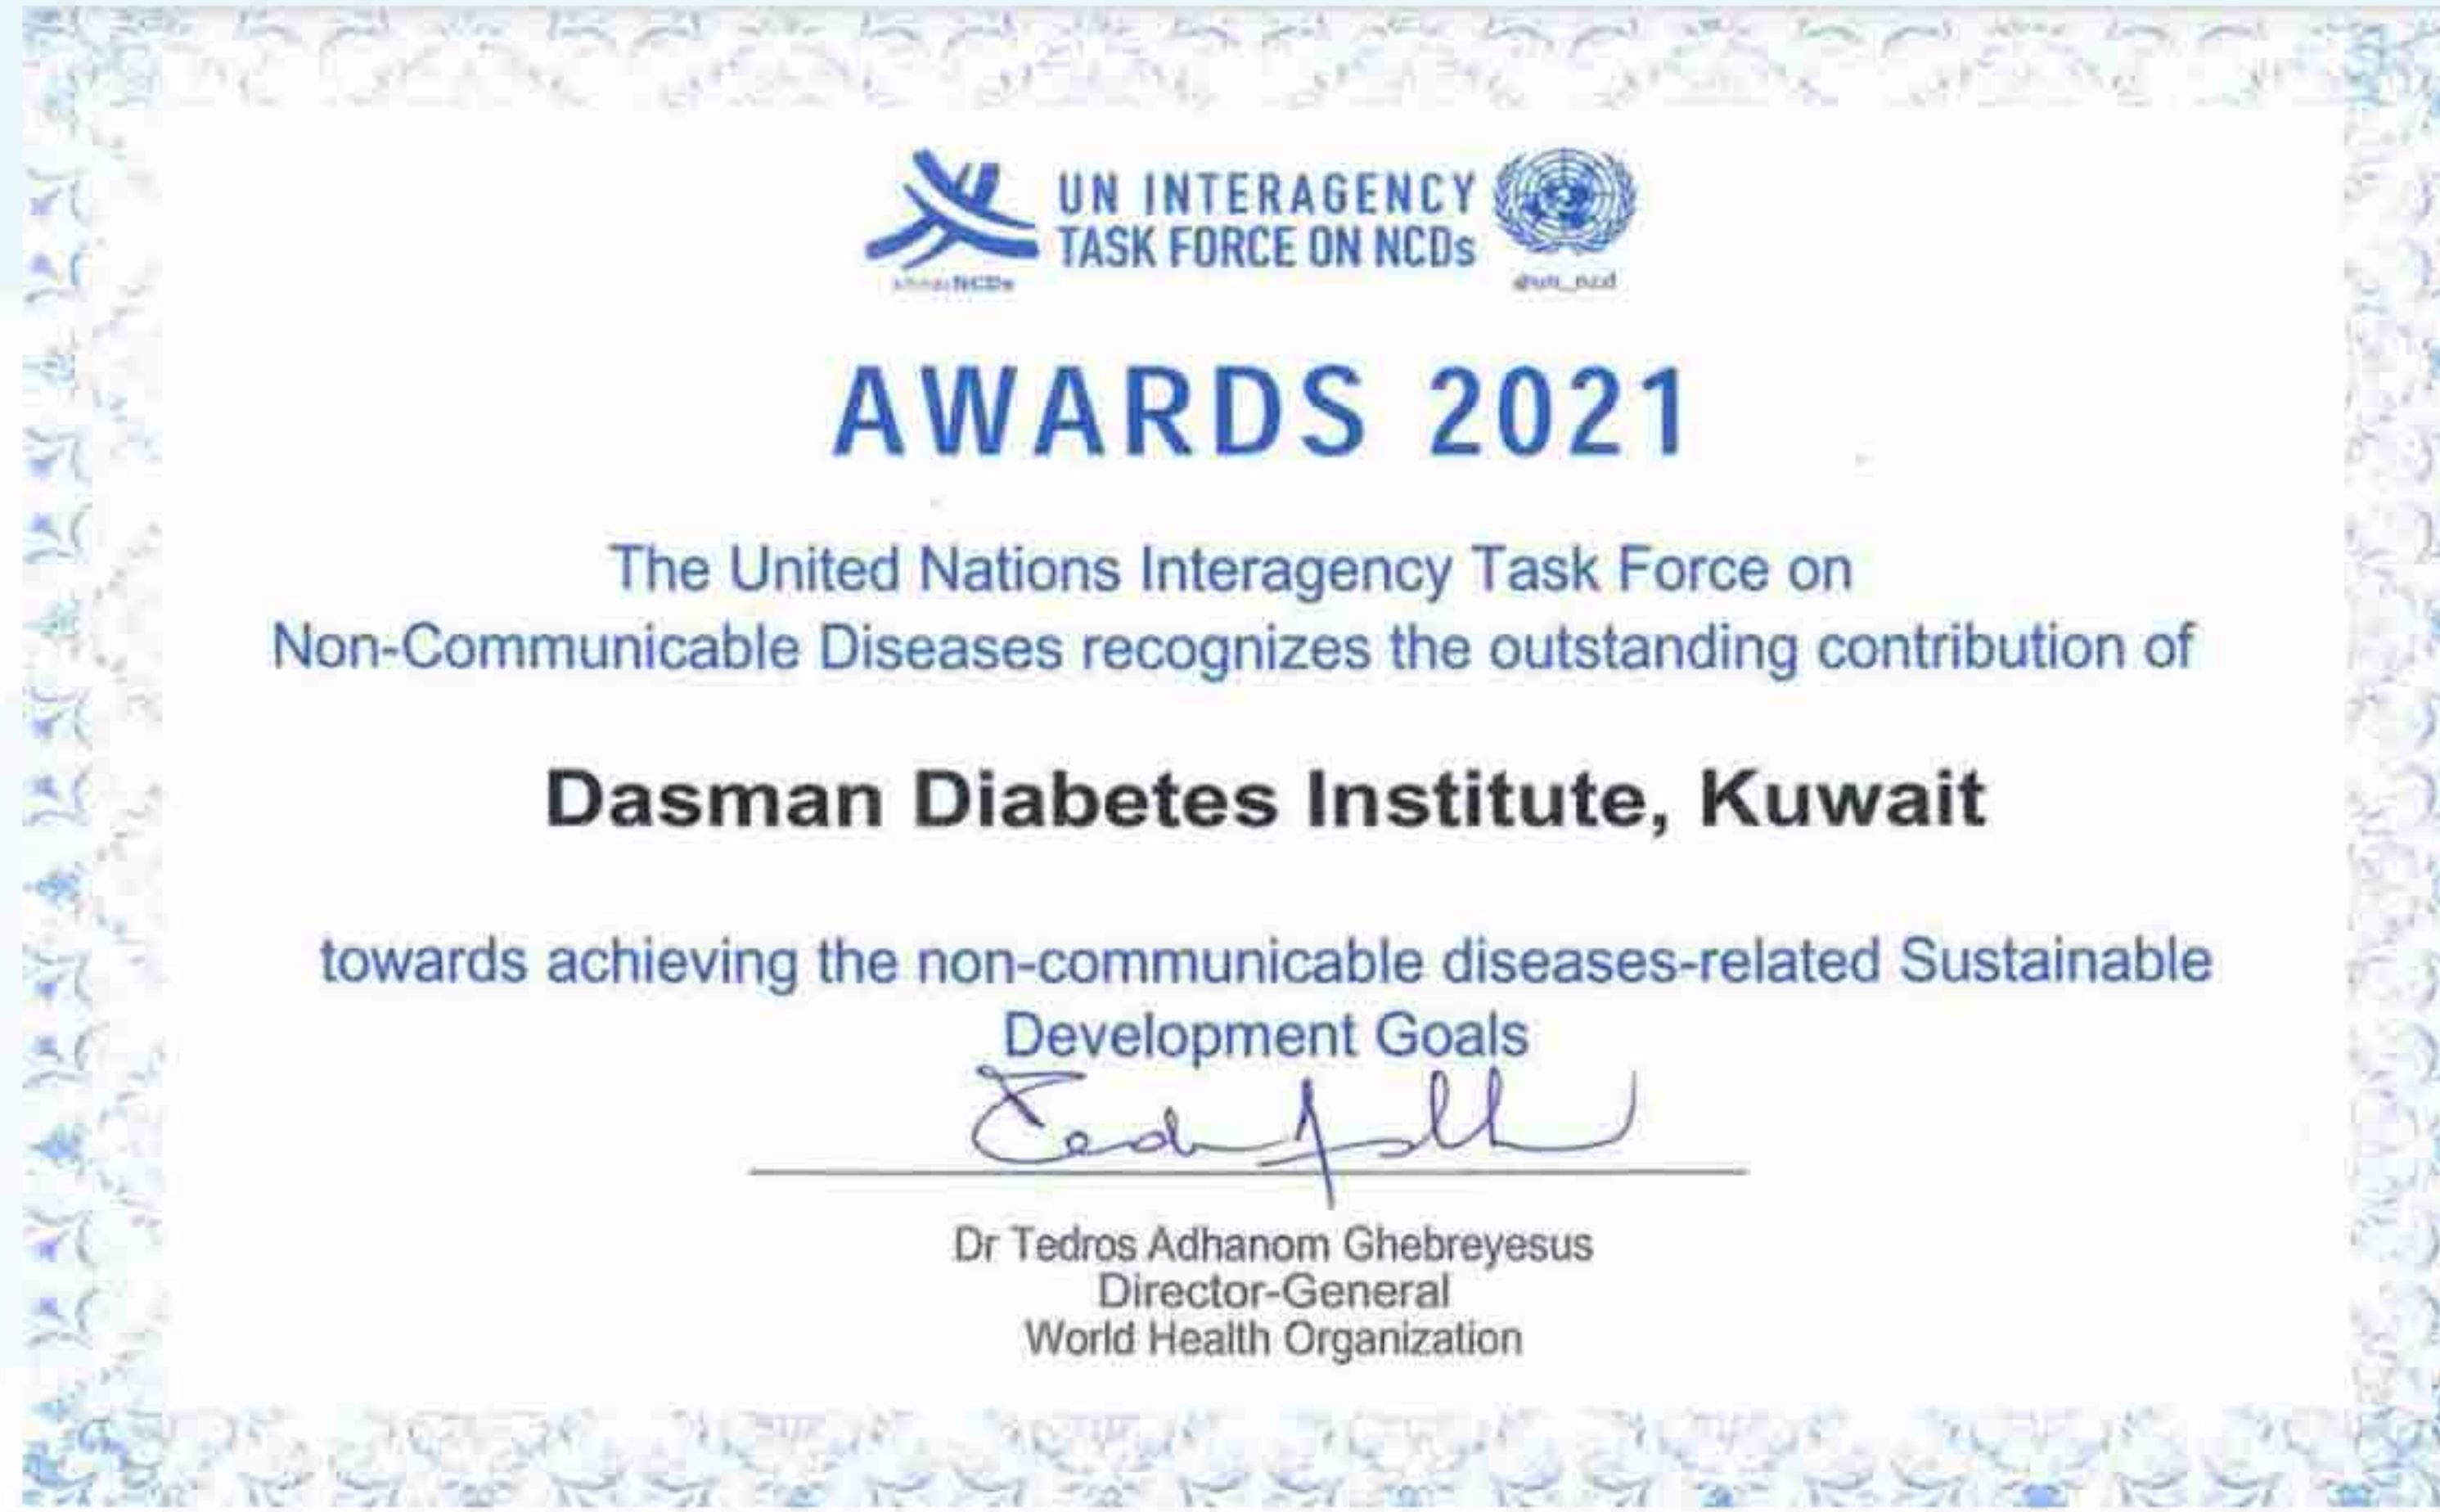 UN INTERAGENCY
TASK FORCE ON NCDs
NCDs
@un_ncd
AWARDS 2021
The United Nations Interagency Task Force on
Non-Communicable Diseases recognizes the outstanding contribution of
Dasman Diabetes Institute, Kuwait
towards achieving the non-communicable diseases-related Sustainable
Development Goals
Dr Tedros Adhanom Ghebreyesus
Director-General
World Health Organization